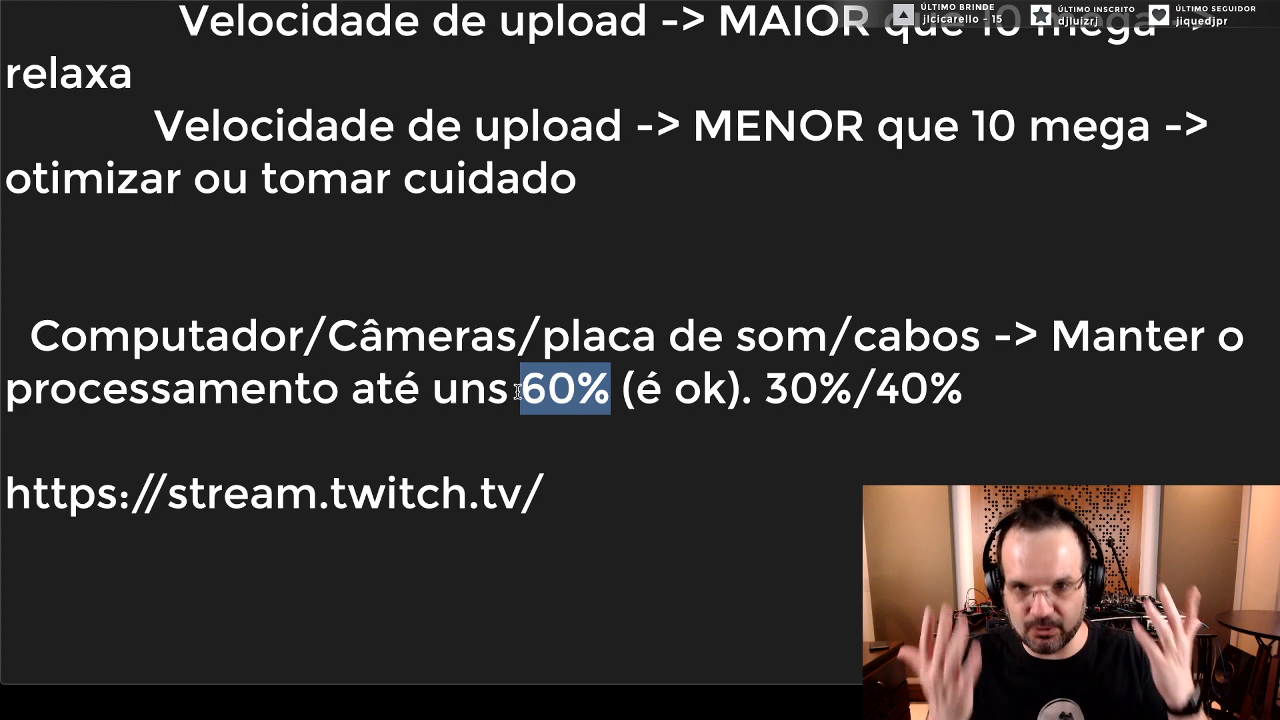 ÚLTIMO BRINDE
jlcicarello - 15
ÚLTIMO INSCRITO
djluizrj
ÚLTIMO SEGUIDOR
jiquedjpr
Velocidade de upload -> MAIOR que 10 mega ->
relaxa
Velocidade de upload -> MENOR que 10 mega ->
otimizar ou tomar cuidado
Computador/Câmeras/placa de som/cabos -> Manter o
processamento até uns 60% (é ok). 30%/40%
https://stream.twitch.tv/